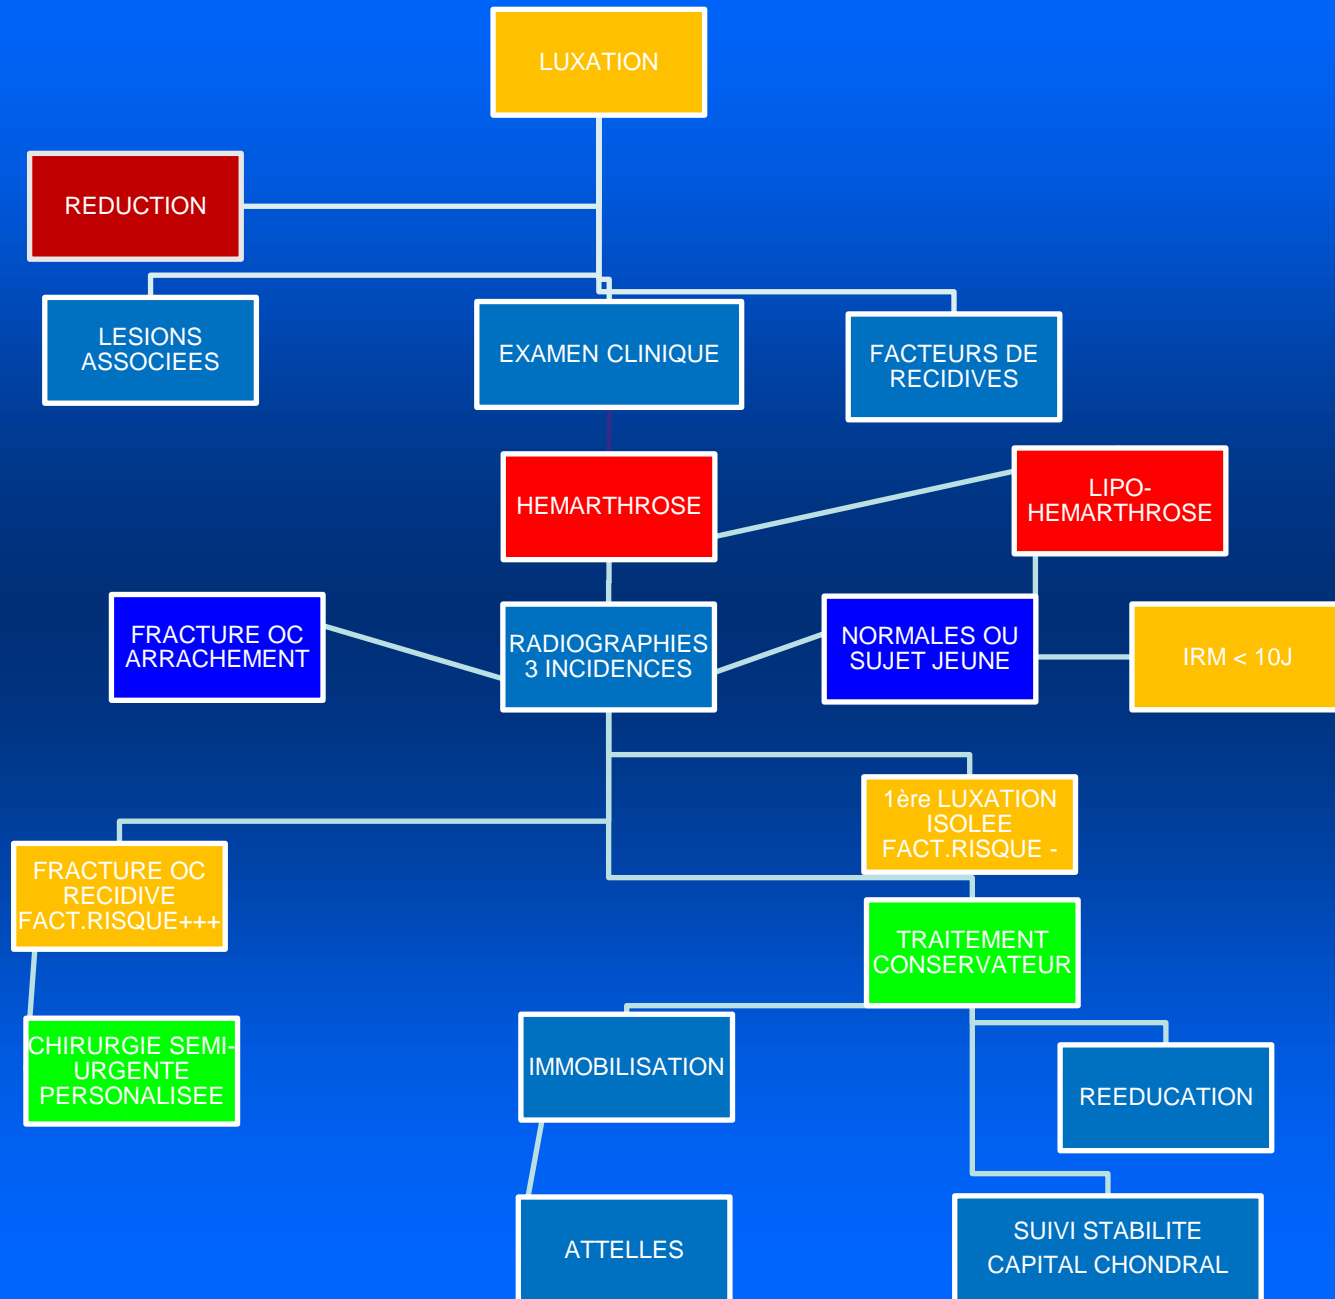 LUXATION
REDUCTION
LESIONS
ASSOCIEES
EXAMEN CLINIQUE
FACTEURS DE
RECIDIVES
HEMARTHROSE
LIPO-
HEMARTHROSE
FRACTURE OC
ARRACHEMENT
RADIOGRAPHIES
3 INCIDENCES
NORMALES OU
SUJET JEUNE
IRM < 10J
1ère LUXATION
ISOLEE
FACT.RISQUE -
FRACTURE OC
RECIDIVE
FACT.RISQUE+++
TRAITEMENT
CONSERVATEUR
CHIRURGIE SEMI-
URGENTE
PERSONALISEE
IMMOBILISATION
REEDUCATION
ATTELLES
SUIVI STABILITE
CAPITAL CHONDRAL